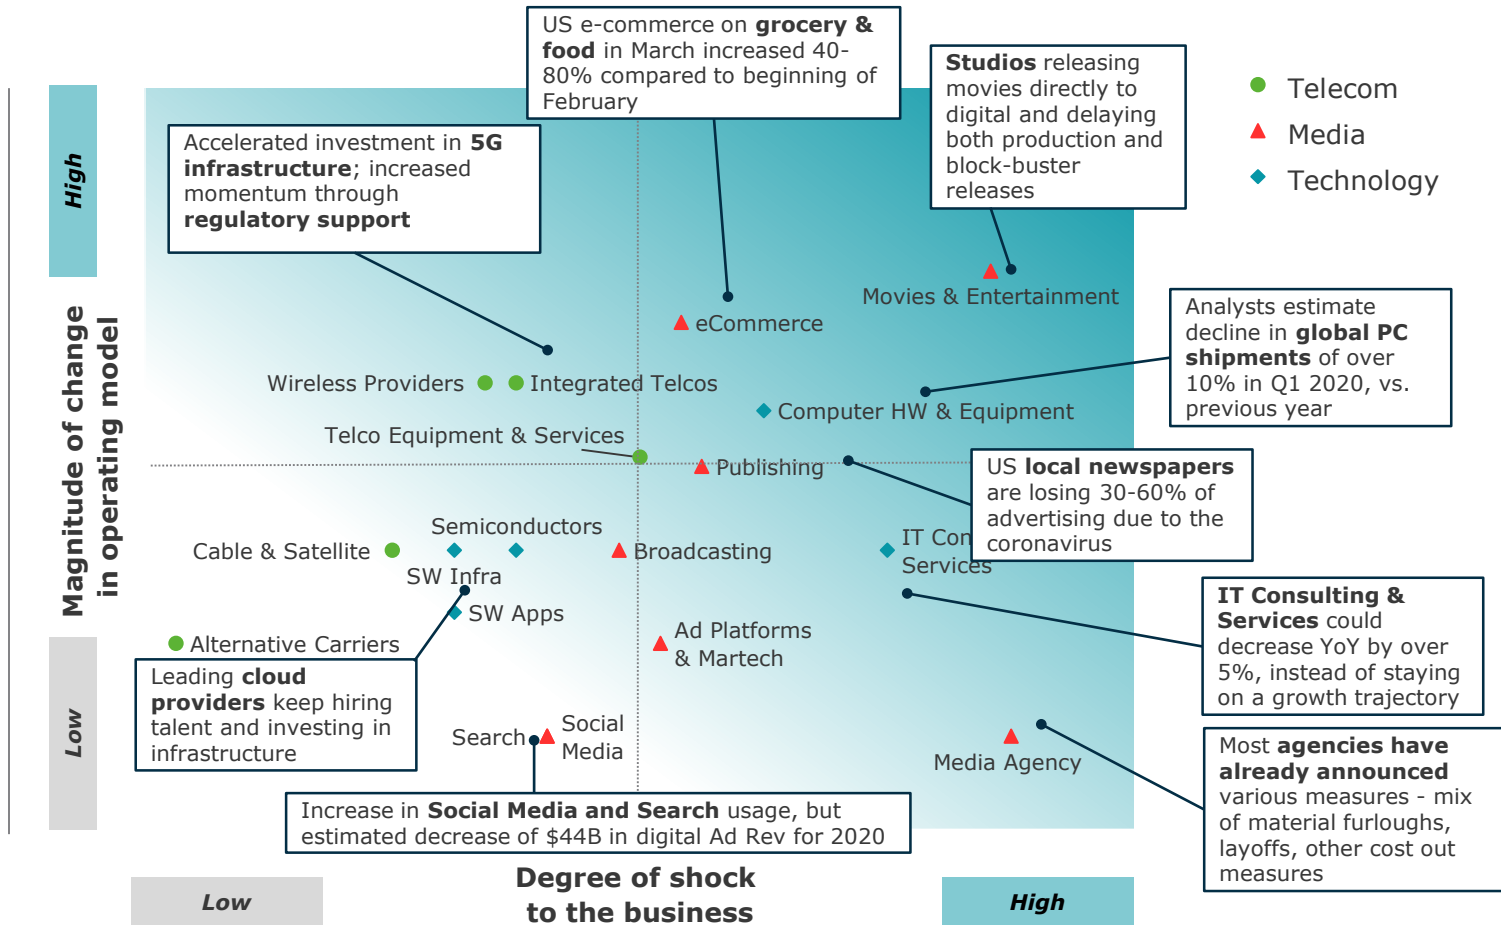 US e-commerce on grocery &
food in March increased 40-
80% compared to beginning of
February
Studios releasing
movies directly to
digital and delaying
both production and
block-buster
releases
Telecom
Media
Technology
Accelerated investment in 5G
infrastructure; increased
momentum through
regulatory support
High
Movies & Entertainment
eCommerce
Analysts estimate
decline in global PC
shipments of over
10% in Q1 2020, vs.
previous year
Magnitude of change
in operating model
Wireless Providers
Integrated Telcos
Computer HW & Equipment
Telco Equipment & Services
Publishing
US local newspapers
are losing 30-60% of
advertising due to the
coronavirus
Semiconductors
Cable & Satellite
SW Infra
Broadcasting
IT Con
Services
SW Apps
IT Consulting &
Services could
decrease YoY by over
5%, instead of staying
on a growth trajectory
Alternative Carriers
Ad Platforms
& Martech
Leading cloud
providers keep hiring
talent and investing in
infrastructure
Low
Search
Social
Media
Media Agency
Most agencies have
already announced
various measures - mix
of material furloughs,
layoffs, other cost out
measures
Increase in Social Media and Search usage, but
estimated decrease of $44B in digital Ad Rev for 2020
Low
Degree of shock
to the business
High